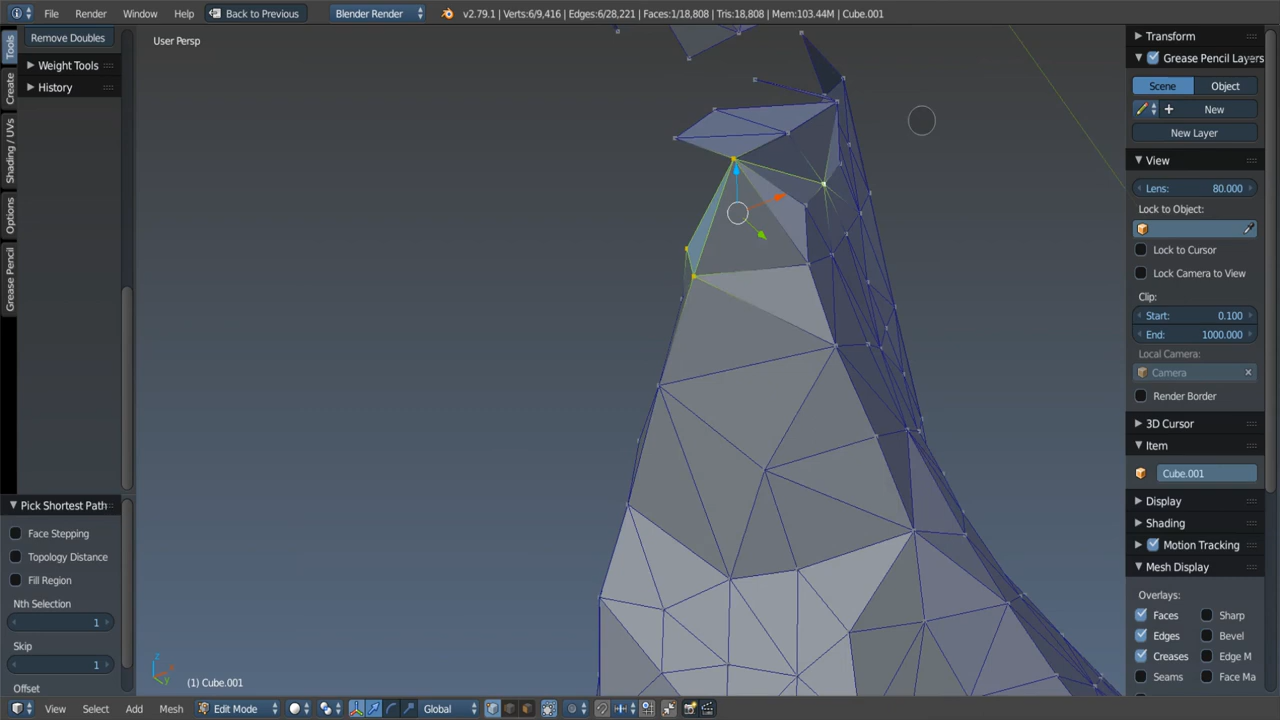 File Render Window Help Back to Previous Blender Render v2.79.1 | Verts:6/9,416 | Edges:6/28,221 | Faces:1/18,808 | Tris:18,808 | Mem:103.44M | Cube.001
Tools
Create
Shading / UVs
Options
Grease Pencil
Remove Doubles
Weight Tools
History
Pick Shortest Path
Face Stepping
Topology Distance
Fill Region
Nth Selection
1
Skip
1
Offset
User Persp
(1) Cube.001
Transform
Grease Pencil Layers
Scene Object
New
New Layer
View
Lens: 80.000
Lock to Object:
Lock to Cursor
Lock Camera to View
Clip:
Start: 0.100
End: 1000.000
Local Camera:
Camera
Render Border
3D Cursor
Item
Cube.001
Display
Shading
Motion Tracking
Mesh Display
Overlays:
Faces Sharp
Edges Bevel
Creases Edge M
Seams Face Ma
View Select Add Mesh Edit Mode Global